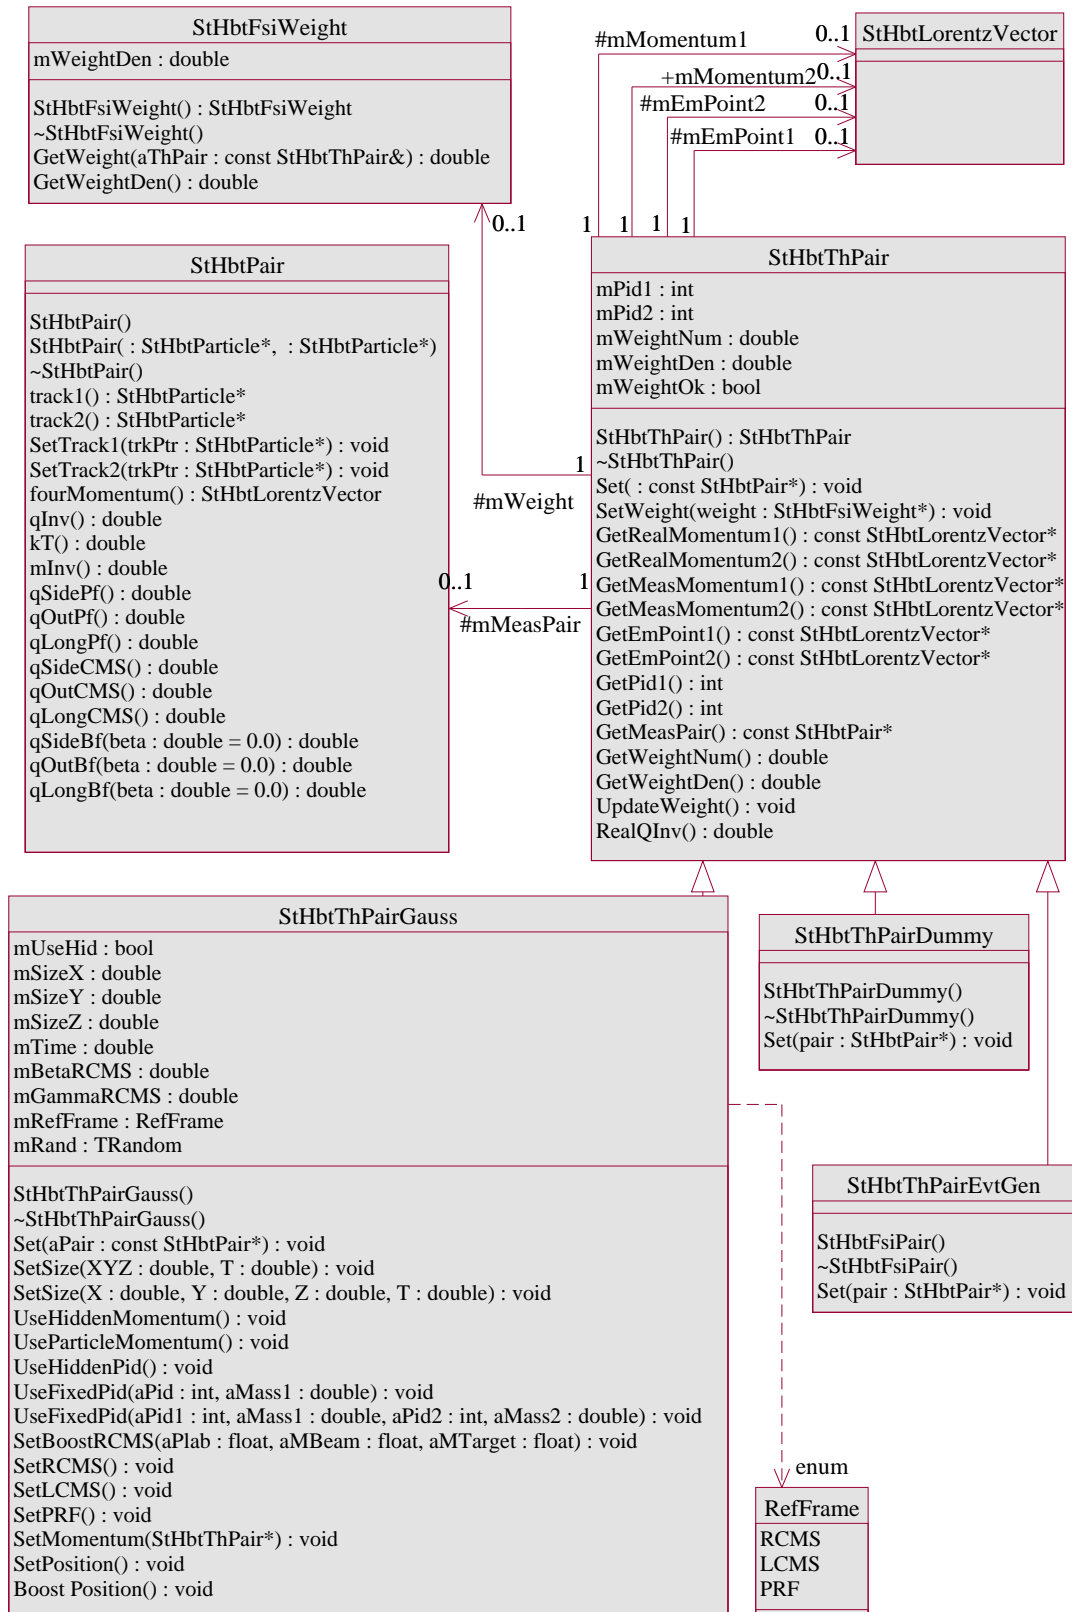 StHbtFsiWeight
mWeightDen : double
StHbtFsiWeight() : StHbtFsiWeight
~StHbtFsiWeight()
GetWeight(aThPair : const StHbtThPair&) : double
GetWeightDen() : double
#mMomentum1
0..1
+mMomentum2
0..1
#mEmPoint2
0..1
#mEmPoint1
0..1
StHbtLorentzVector
0..1
1
1
1
1
StHbtPair
StHbtPair()
StHbtPair( : StHbtParticle*,  : StHbtParticle*)
~StHbtPair()
track1() : StHbtParticle*
track2() : StHbtParticle*
SetTrack1(trkPtr : StHbtParticle*) : void
SetTrack2(trkPtr : StHbtParticle*) : void
fourMomentum() : StHbtLorentzVector
qInv() : double
kT() : double
mInv() : double
qSidePf() : double
qOutPf() : double
qLongPf() : double
qSideCMS() : double
qOutCMS() : double
qLongCMS() : double
qSideBf(beta : double = 0.0) : double
qOutBf(beta : double = 0.0) : double
qLongBf(beta : double = 0.0) : double
1
#mWeight
0..1
1
#mMeasPair
StHbtThPair
mPid1 : int
mPid2 : int
mWeightNum : double
mWeightDen : double
mWeightOk : bool
StHbtThPair() : StHbtThPair
~StHbtThPair()
Set( : const StHbtPair*) : void
SetWeight(weight : StHbtFsiWeight*) : void
GetRealMomentum1() : const StHbtLorentzVector*
GetRealMomentum2() : const StHbtLorentzVector*
GetMeasMomentum1() : const StHbtLorentzVector*
GetMeasMomentum2() : const StHbtLorentzVector*
GetEmPoint1() : const StHbtLorentzVector*
GetEmPoint2() : const StHbtLorentzVector*
GetPid1() : int
GetPid2() : int
GetMeasPair() : const StHbtPair*
GetWeightNum() : double
GetWeightDen() : double
UpdateWeight() : void
RealQInv() : double
StHbtThPairGauss
mUseHid : bool
mSizeX : double
mSizeY : double
mSizeZ : double
mTime : double
mBetaRCMS : double
mGammaRCMS : double
mRefFrame : RefFrame
mRand : TRandom
StHbtThPairGauss()
~StHbtThPairGauss()
Set(aPair : const StHbtPair*) : void
SetSize(XYZ : double, T : double) : void
SetSize(X : double, Y : double, Z : double, T : double) : void
UseHiddenMomentum() : void
UseParticleMomentum() : void
UseHiddenPid() : void
UseFixedPid(aPid : int, aMass1 : double) : void
UseFixedPid(aPid1 : int, aMass1 : double, aPid2 : int, aMass2 : double) : void
SetBoostRCMS(aPlab : float, aMBeam : float, aMTarget : float) : void
SetRCMS() : void
SetLCMS() : void
SetPRF() : void
SetMomentum(StHbtThPair*) : void
SetPosition() : void
Boost Position() : void
StHbtThPairDummy
StHbtThPairDummy()
~StHbtThPairDummy()
Set(pair : StHbtPair*) : void
StHbtThPairEvtGen
StHbtFsiPair()
~StHbtFsiPair()
Set(pair : StHbtPair*) : void
enum
RefFrame
RCMS
LCMS
PRF